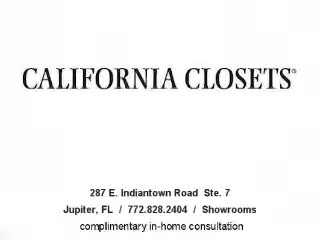 CALIFORNIA CLOSETS®
287 E. Indiantown Road Ste. 7
Jupiter, FL / 772.828.2404 / Showrooms
complimentary in-home consultation